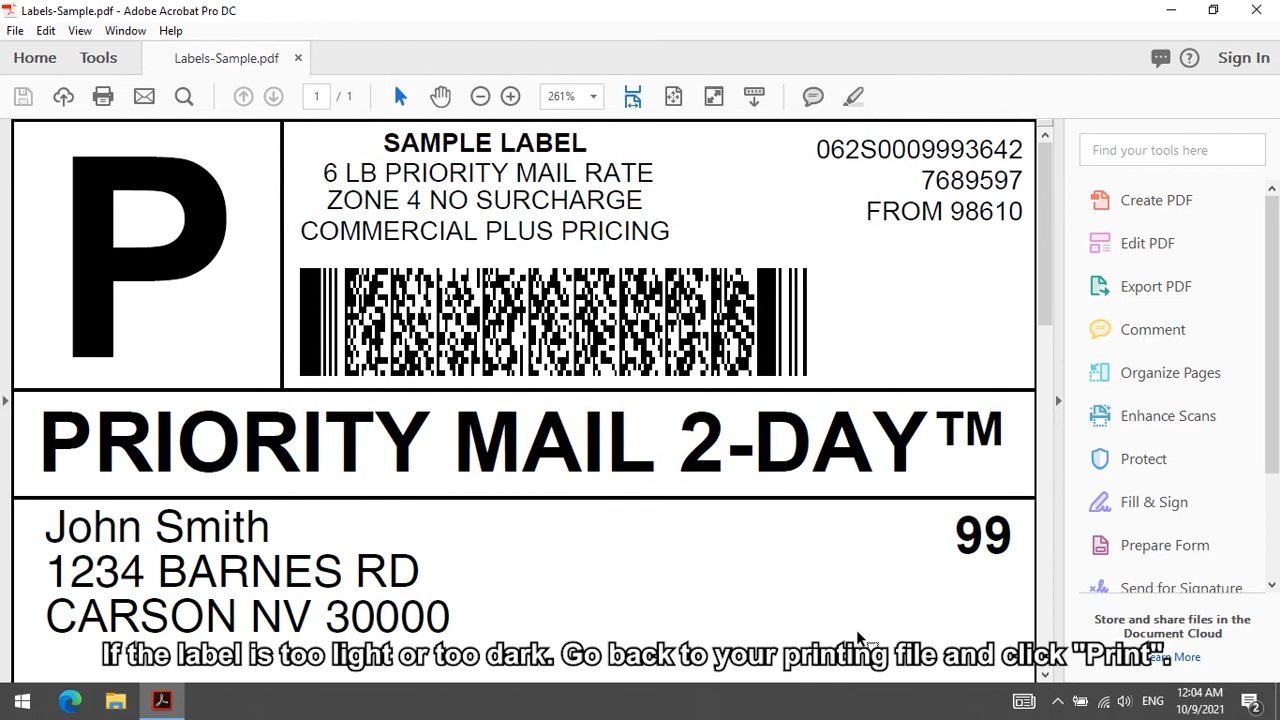 Labels-Sample.pdf - Adobe Acrobat Pro DC
File Edit View Window Help
Home Tools Labels-Sample.pdf Sign In
1 / 1 261%
P
SAMPLE LABEL
6 LB PRIORITY MAIL RATE
ZONE 4 NO SURCHARGE
COMMERCIAL PLUS PRICING
062S0009993642
7689597
FROM 98610
PRIORITY MAIL 2-DAY™
John Smith
1234 BARNES RD
CARSON NV 30000
99
Find your tools here
Create PDF
Edit PDF
Export PDF
Comment
Organize Pages
Enhance Scans
Protect
Fill & Sign
Prepare Form
Send for Signature
Store and share files in the
Document Cloud
Learn More
If the label is too light or too dark. Go back to your printing file and click "Print".
ENG
12:04 AM
10/9/2021
2